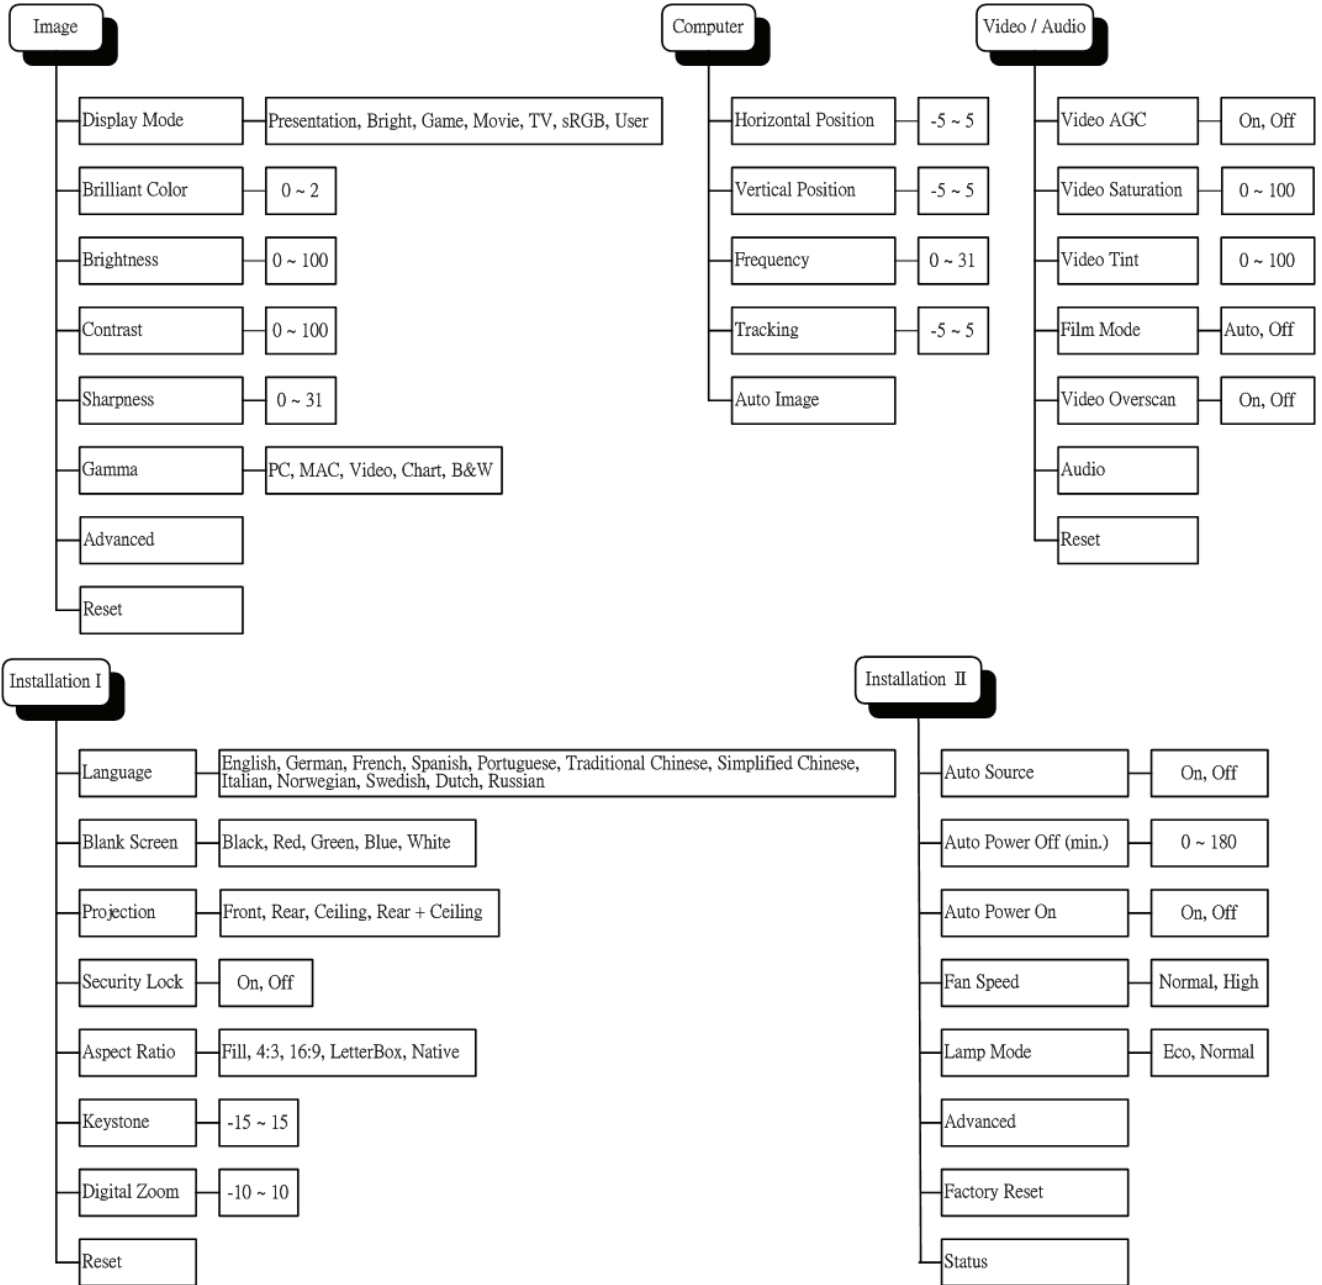 Image
Display Mode
Presentation, Bright, Game, Movie, TV, sRGB, User
Brilliant Color
0 ~ 2
Brightness
0 ~ 100
Contrast
0 ~ 100
Sharpness
0 ~ 31
Gamma
PC, MAC, Video, Chart, B&W
Advanced
Reset
Computer
Horizontal Position
-5 ~ 5
Vertical Position
-5 ~ 5
Frequency
0 ~ 31
Tracking
-5 ~ 5
Auto Image
Video / Audio
Video AGC
On, Off
Video Saturation
0 ~ 100
Video Tint
0 ~ 100
Film Mode
Auto, Off
Video Overscan
On, Off
Audio
Reset
Installation I
Language
English, German, French, Spanish, Portuguese, Traditional Chinese, Simplified Chinese,
Italian, Norwegian, Swedish, Dutch, Russian
Blank Screen
Black, Red, Green, Blue, White
Projection
Front, Rear, Ceiling, Rear + Ceiling
Security Lock
On, Off
Aspect Ratio
Fill, 4:3, 16:9, LetterBox, Native
Keystone
-15 ~ 15
Digital Zoom
-10 ~ 10
Reset
Installation II
Auto Source
On, Off
Auto Power Off (min.)
0 ~ 180
Auto Power On
On, Off
Fan Speed
Normal, High
Lamp Mode
Eco, Normal
Advanced
Factory Reset
Status